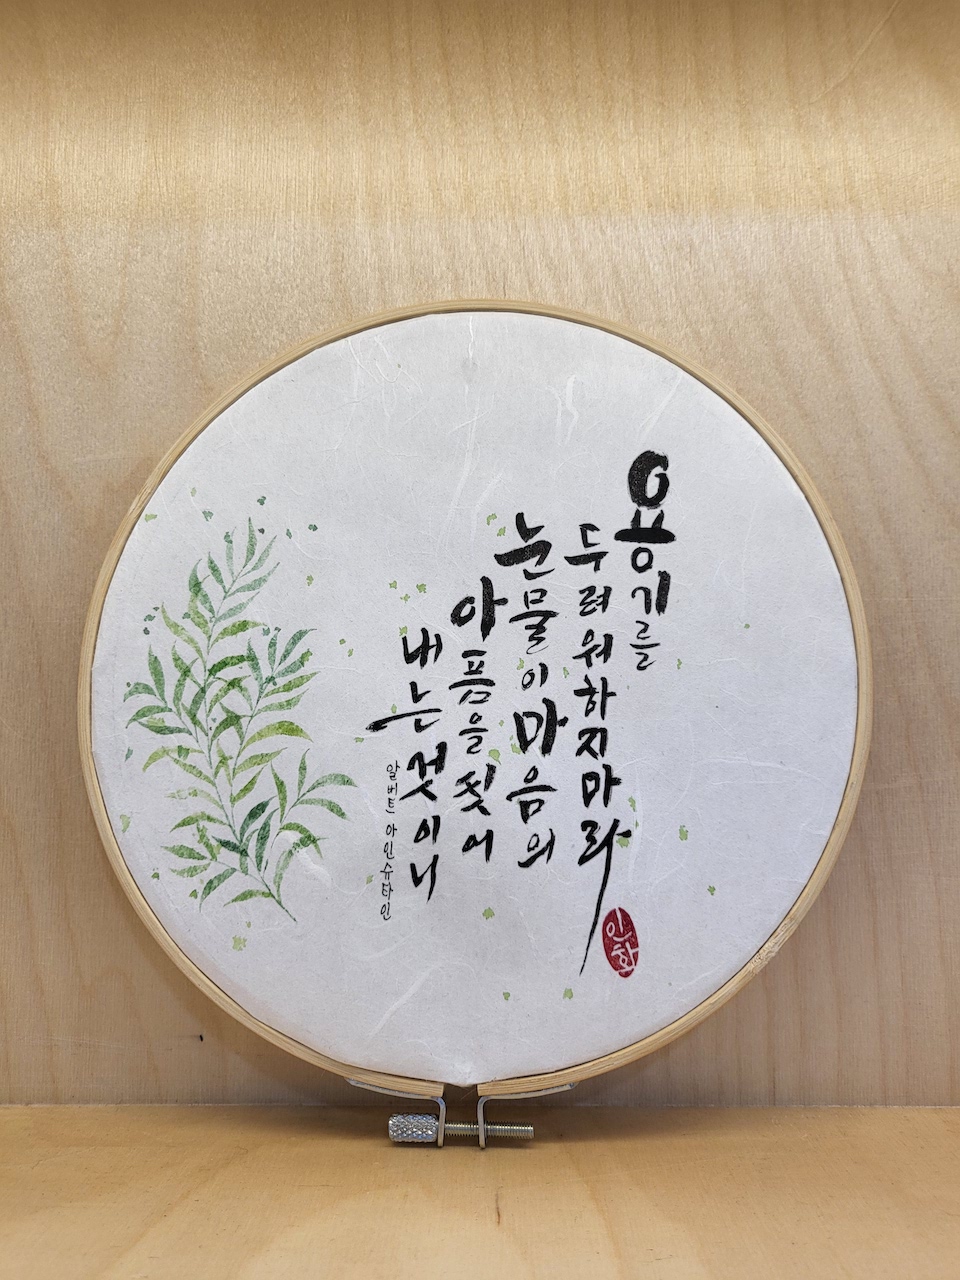 용기를
두려워하지마라
눈물이마음의
아픔을 씻어
내는것이니
알버트 아인슈타인
인화